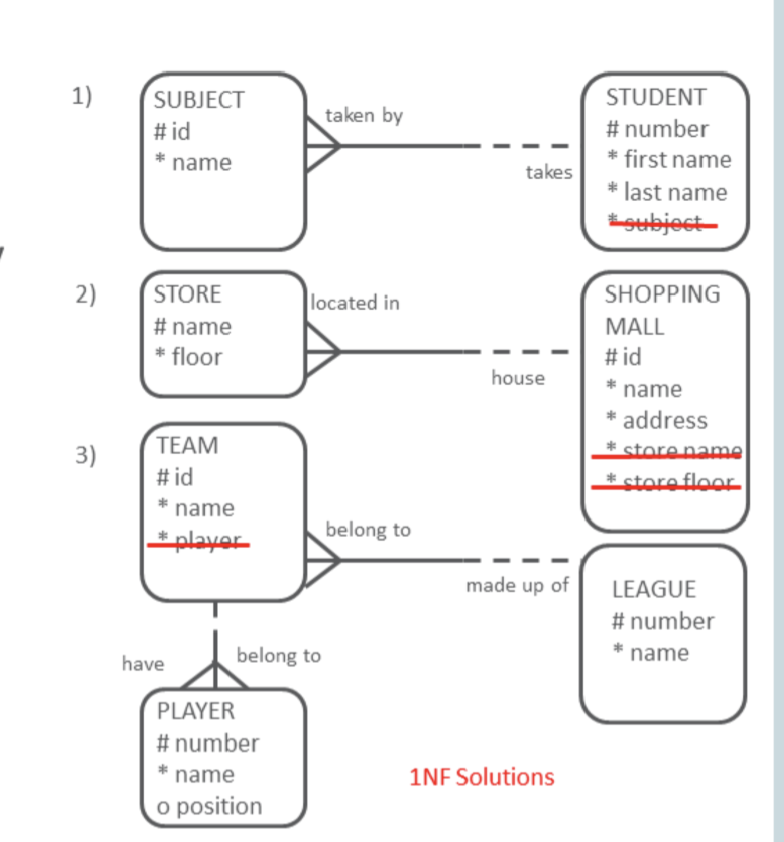 1)
SUBJECT
# id
* name
taken by
takes
STUDENT
# number
* first name
* last name
* subject
2)
STORE
# name
* floor
located in
house
SHOPPING
MALL
# id
* name
* address
* store name
* store floor
3)
TEAM
# id
* name
* player
belong to
made up of
LEAGUE
# number
* name
have
belong to
PLAYER
# number
* name
o position
1NF Solutions